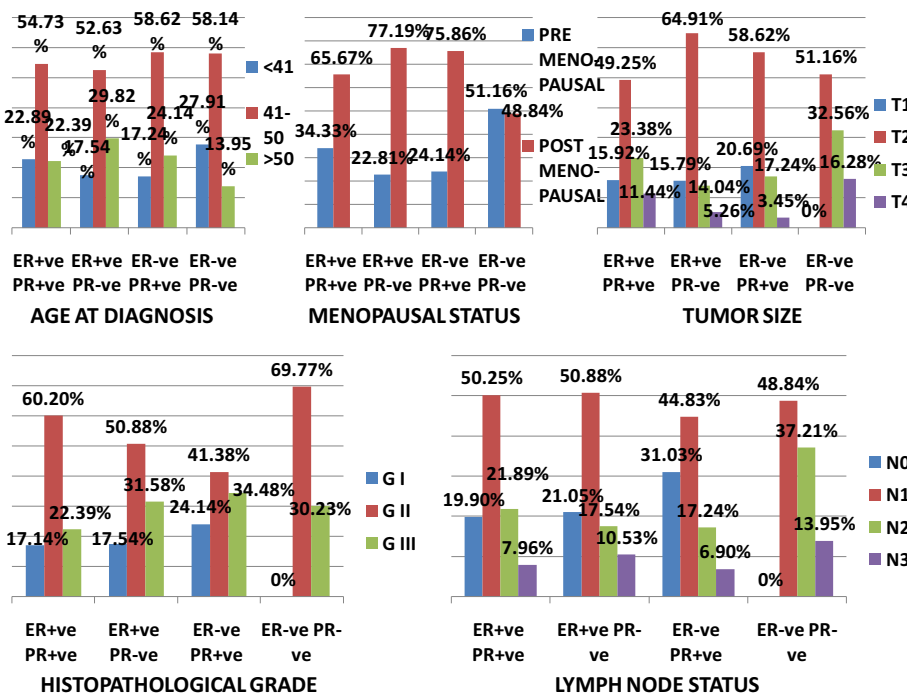 54.73
%
52.63
%
58.62
%
58.14
%
22.89
%
22.39
%
17.54
%
29.82
%
17.24
%
24.14
%
27.91
%
13.95
%
<41
41-
50
>50
ER+ve
PR+ve
ER+ve
PR-ve
ER-ve
PR+ve
ER-ve
PR-ve
AGE AT DIAGNOSIS
65.67%
77.19%
75.86%
51.16%
48.84%
34.33%
22.81%
24.14%
PRE
MENO-
PAUSAL
POST
MENO-
PAUSAL
ER+ve
PR+ve
ER+ve
PR-ve
ER-ve
PR+ve
ER-ve
PR-ve
MENOPAUSAL STATUS
49.25%
64.91%
58.62%
51.16%
15.92%
23.38%
11.44%
15.79%
14.04%
5.26%
20.69%
17.24%
3.45%
0%
32.56%
16.28%
T1
T2
T3
T4
ER+ve
PR+ve
ER+ve
PR-ve
ER-ve
PR+ve
ER-ve
PR-ve
TUMOR SIZE
60.20%
50.88%
41.38%
69.77%
17.14%
22.39%
17.54%
31.58%
24.14%
34.48%
0%
30.23%
G I
G II
G III
ER+ve
PR+ve
ER+ve
PR-ve
ER-ve
PR+ve
ER-ve PR-
ve
HISTOPATHOLOGICAL GRADE
50.25%
50.88%
44.83%
48.84%
19.90%
21.89%
7.96%
21.05%
17.54%
10.53%
31.03%
17.24%
6.90%
0%
37.21%
13.95%
N0
N1
N2
N3
ER+ve
PR+ve
ER+ve PR-
ve
ER-ve
PR+ve
ER-ve PR-
ve
LYMPH NODE STATUS